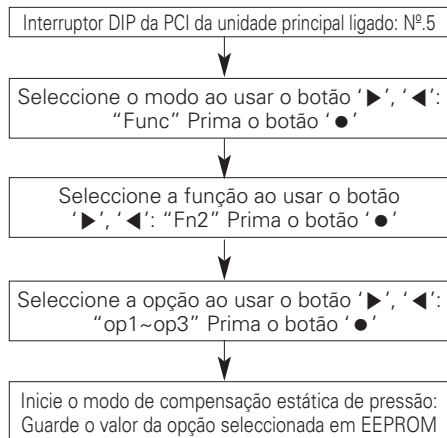 Interruptor DIP da PCI da unidade principal ligado: Nº.5
Seleccione o modo ao usar o botão ‘▶’, ‘◀’:
“Func” Prima o botão ‘●’
Seleccione a função ao usar o botão
‘▶’, ‘◀’: “Fn2” Prima o botão ‘●’
Seleccione a opção ao usar o botão ‘▶’, ‘◀’:
“op1~op3” Prima o botão ‘●’
Inicie o modo de compensação estática de pressão:
Guarde o valor da opção seleccionada em EEPROM